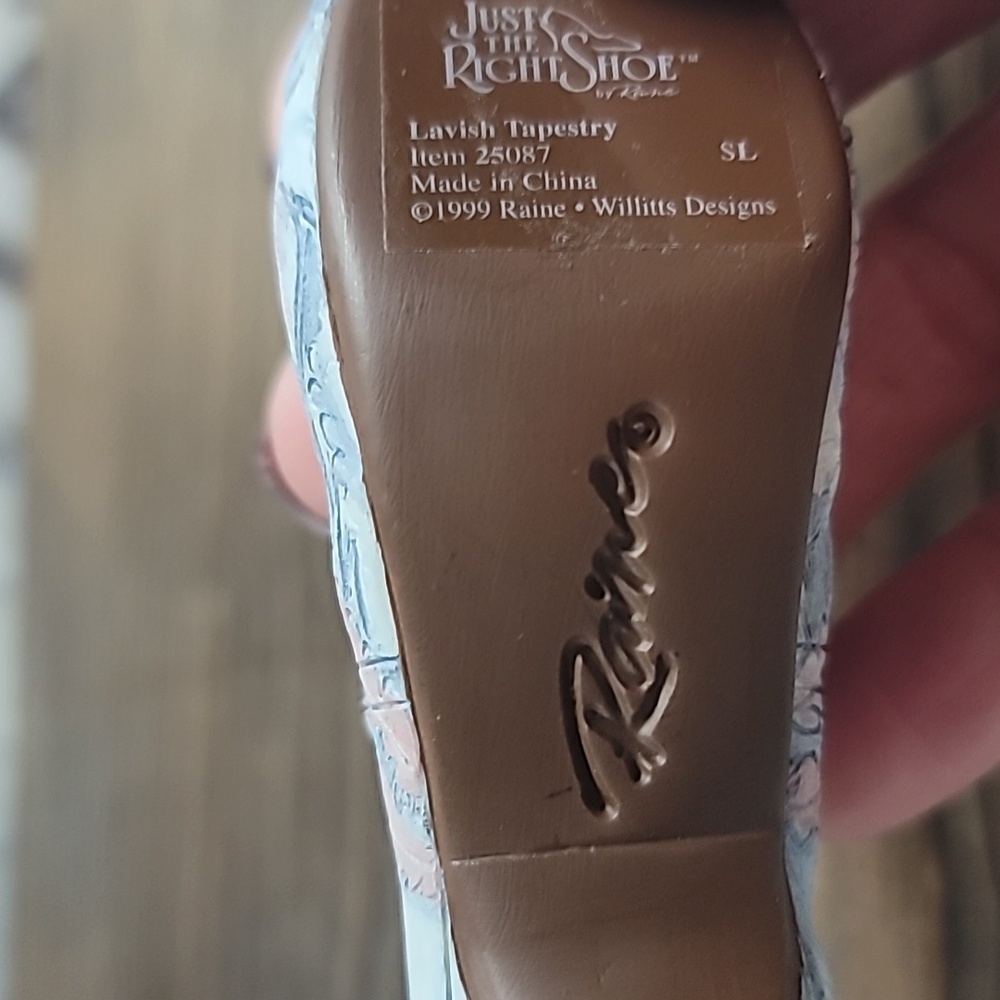 JUST
THE
RIGHT SHOE™
by Raine
Lavish Tapestry
Item 25087
SL
Made in China
©1999 Raine • Willitts Designs
Raine©